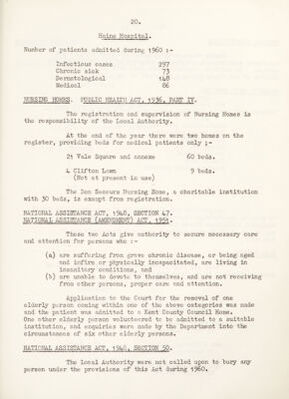 20.
Haine Hospital.
Number of patients admitted during 1960 :-
Infectious cases 297
Chronic sick 73
Dermatological 148
Medical 86
NURSING HOMES. PUBLIC HEALTH ACT, 1936, PART IV.
The registration and supervision of Nursing Homes is
the responsibility of the Local Authority.
At the end of the year there were two homes on the
register, providing beds for medical patients only :-
21 Vale Square and annexe 60 beds.
4 Clifton Lawn 9 beds.
(Not at present in use)
The Don Secours Nursing Home, a charitable institution
with 30 beds, is exempt from registration.
NATIONAL ASSISTANCE ACT, 1948, SECTION 47.
NATIONAL ASSISTANCE (AMENDMENT) ACT, 1951.
These two Acts give authority to secure necessary care
and attention for persons who :-
(a) are suffering from grave chronic disease, or being aged
and infirm or physically incapacitated, are living in
insanitary conditions, and
(b) are unable to devote to themselves, and are not receiving
from other persons, proper care and attention.
Application to the Court for the removal of one
elderly person coming within one of the above categories was made
and the patient was admitted to a Kent County Council Home.
One other elderly person volunteered to be admitted to a suitable
institution, and enquiries were made by the Department into the
circumstances of six other elderly persons.
NATIONAL ASSISTANCE ACT, 1948, SECTION 50.
The Local Authority were not called upon to bury any
person under the provisions of this Act during 1960.